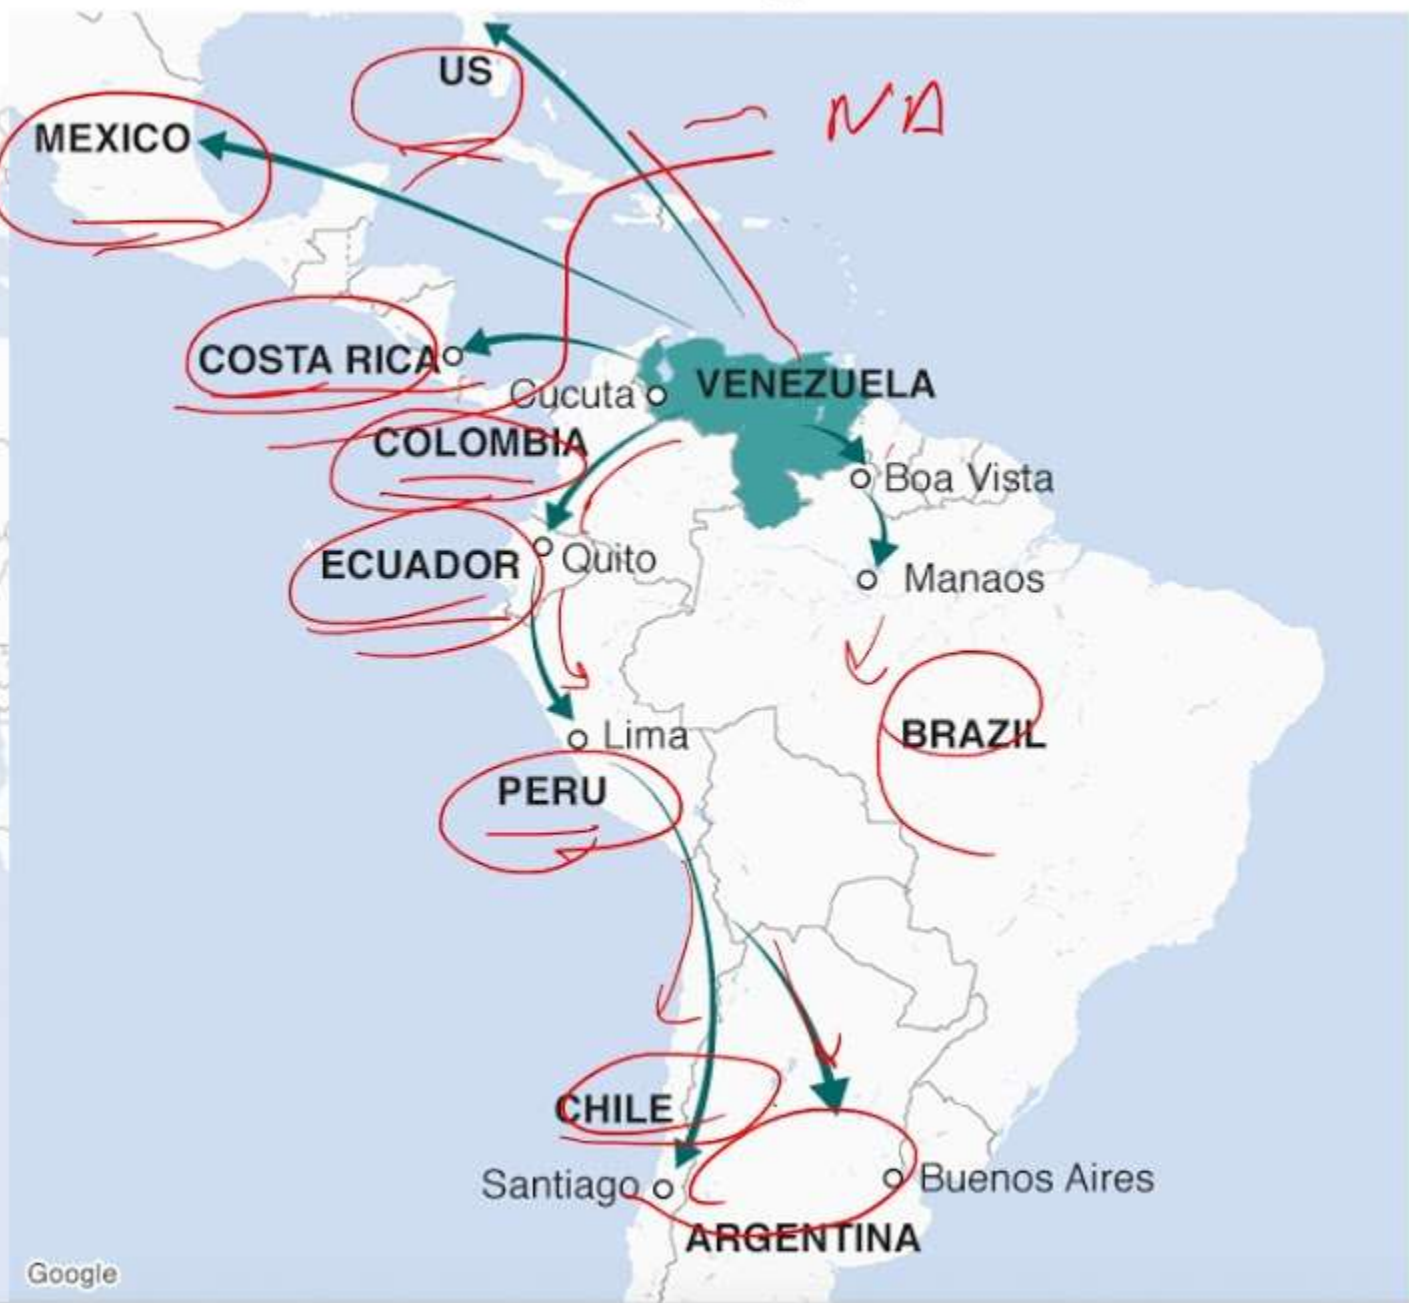 US
NA
MEXICO
COSTA RICA
Cucuta
VENEZUELA
COLOMBIA
Boa Vista
ECUADOR
Quito
Manaos
Lima
BRAZIL
PERU
CHILE
Santiago
Buenos Aires
ARGENTINA
Google